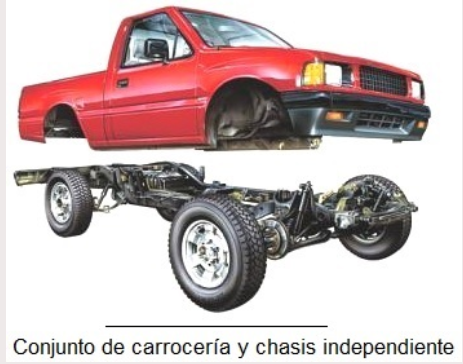 Conjunto de carrocería y chasis independiente